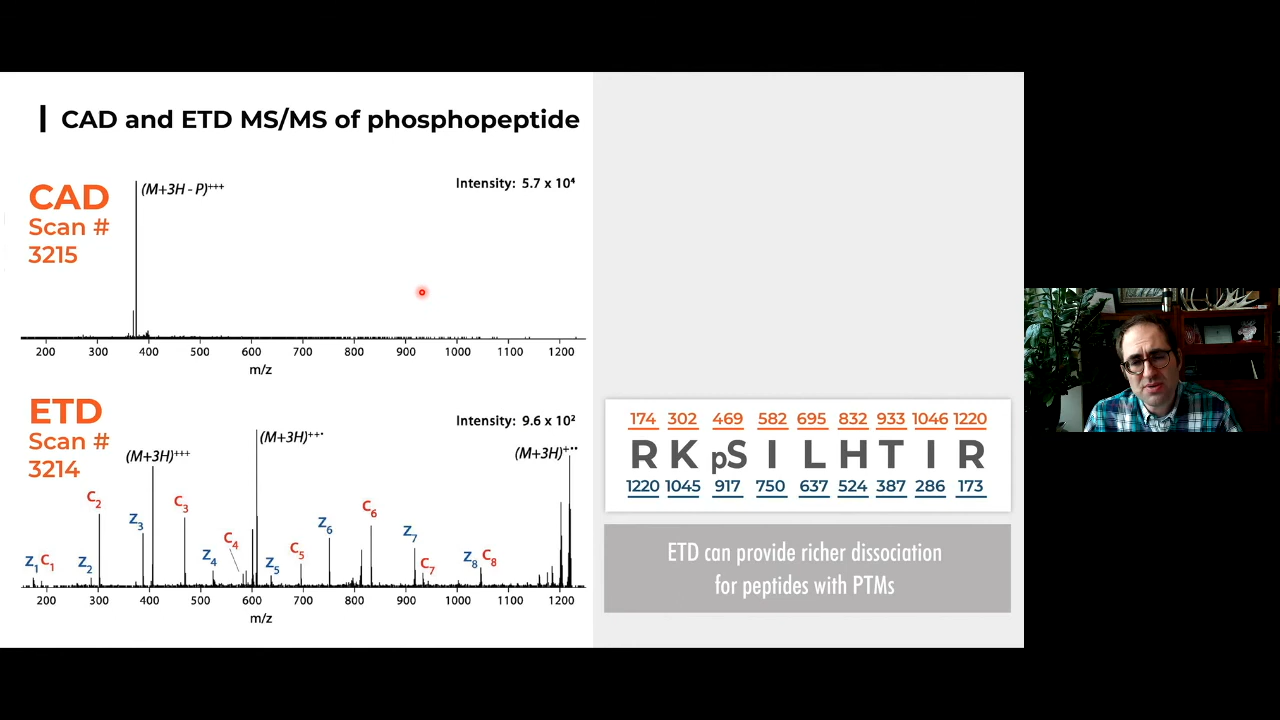 CAD and ETD MS/MS of phosphopeptide
CAD
Scan #
3215
(M+3H - P)+++
Intensity: 5.7 x 10⁴
200 300 400 500 600 700 800 900 1000 1100 1200
m/z
ETD
Scan #
3214
Intensity: 9.6 x 10²
(M+3H)+++
(M+3H)++•
(M+3H)+••
Z1 C1 Z2 C2 Z3 C3 Z4 C4 Z5 C5 Z6 C6 Z7 C7 Z8 C8
200 300 400 500 600 700 800 900 1000 1100 1200
m/z
174 302 469 582 695 832 933 1046 1220
R K pS I L H T I R
1220 1045 917 750 637 524 387 286 173
ETD can provide richer dissociation
for peptides with PTMs